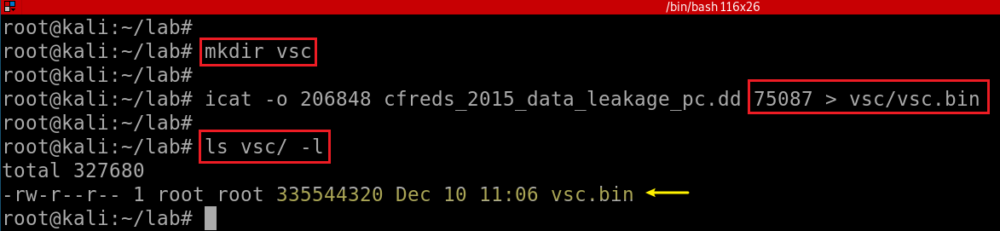 /bin/bash 116x26
root@kali:~/lab#
root@kali:~/lab# mkdir vsc
root@kali:~/lab#
root@kali:~/lab# icat -o 206848 cfreds_2015_data_leakage_pc.dd 75087 > vsc/vsc.bin
root@kali:~/lab#
root@kali:~/lab# ls vsc/ -l
total 327680
-rw-r--r-- 1 root root 335544320 Dec 10 11:06 vsc.bin
root@kali:~/lab#